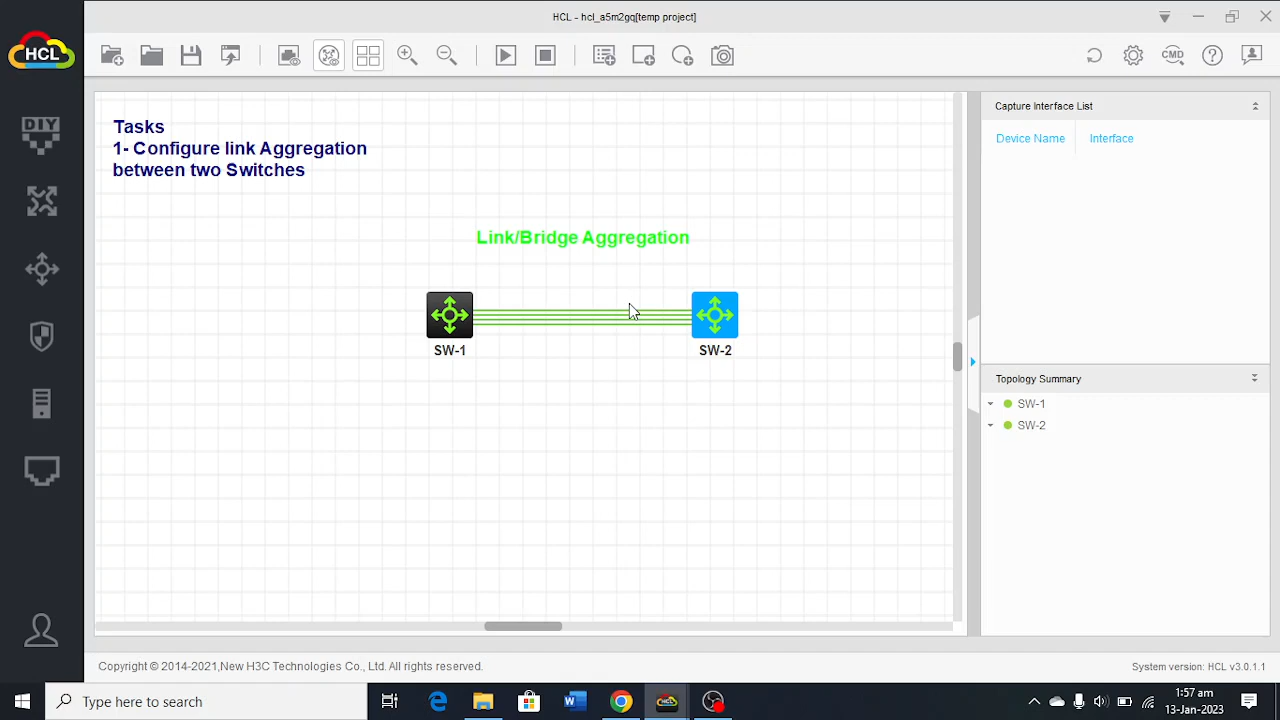 HCL - hcl_a5m2gq[temp project]
HCL
CMD
DIY
Tasks
1- Configure link Aggregation
between two Switches
Link/Bridge Aggregation
SW-1
SW-2
Capture Interface List
Device Name
Interface
Topology Summary
SW-1
SW-2
Copyright © 2014-2021,New H3C Technologies Co., Ltd. All rights reserved.
System version: HCL v3.0.1.1
Type here to search
1:57 am
13-Jan-2023